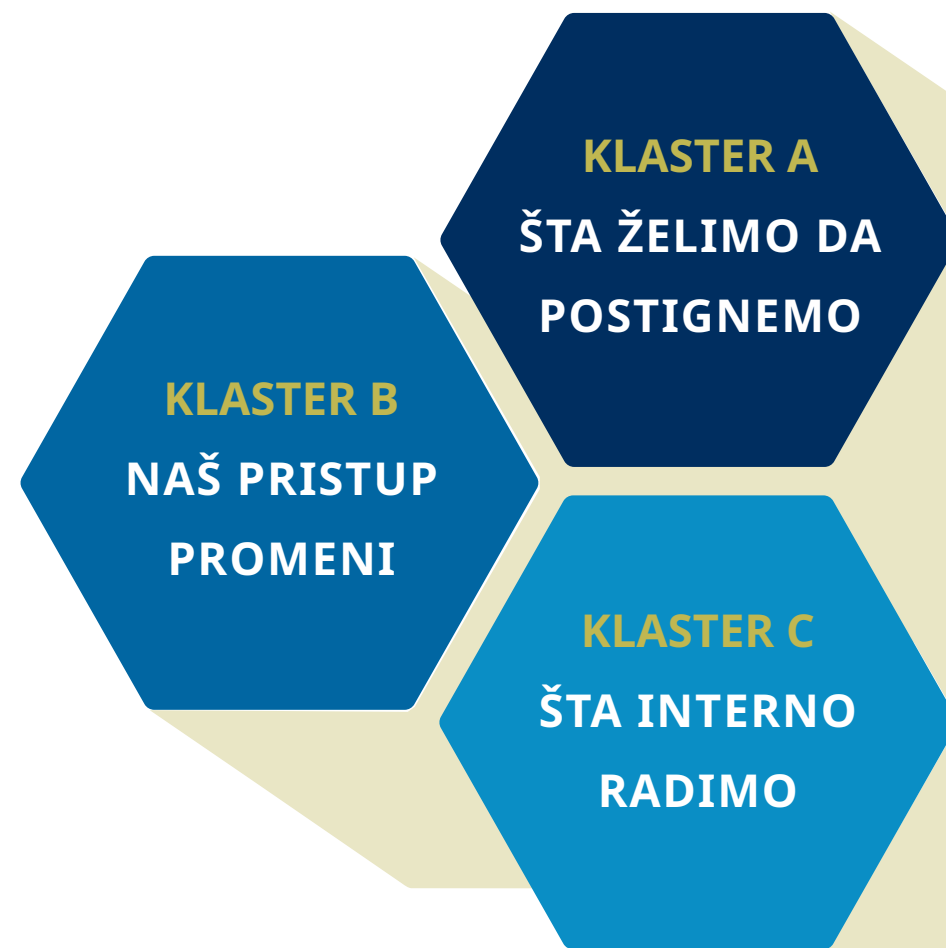 KLASTER A
ŠTA ŽELIMO DA
POSTIGNEMO
KLASTER B
NAŠ PRISTUP
PROMENI
KLASTER C
ŠTA INTERNO
RADIMO